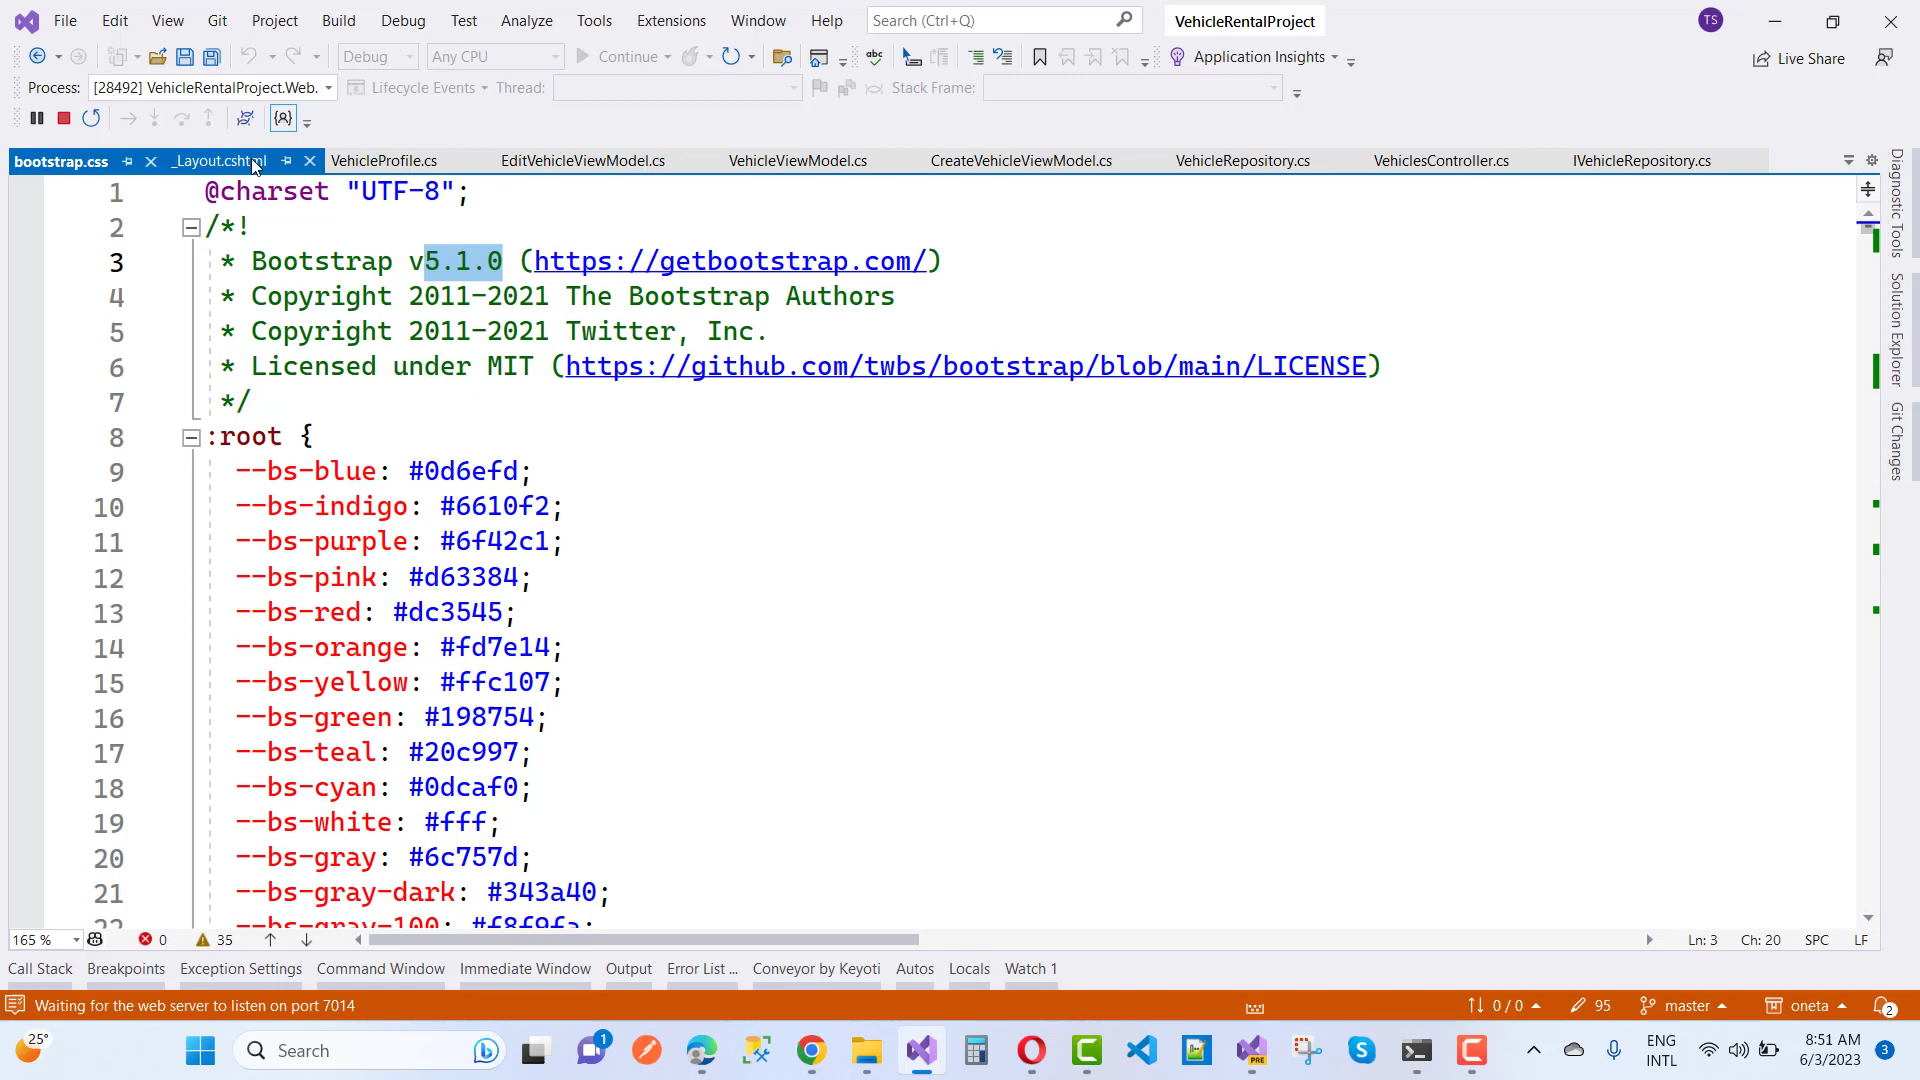 File Edit View Git Project Build Debug Test Analyze Tools Extensions Window Help Search (Ctrl+Q) VehicleRentalProject TS
Debug Any CPU Continue Application Insights Live Share
Process: [28492] VehicleRentalProject.Web. Lifecycle Events Thread: Stack Frame:
bootstrap.css _Layout.cshtml VehicleProfile.cs EditVehicleViewModel.cs VehicleViewModel.cs CreateVehicleViewModel.cs VehicleRepository.cs VehiclesController.cs IVehicleRepository.cs
1 @charset "UTF-8";
2 /*!
3 * Bootstrap v5.1.0 (https://getbootstrap.com/)
4 * Copyright 2011-2021 The Bootstrap Authors
5 * Copyright 2011-2021 Twitter, Inc.
6 * Licensed under MIT (https://github.com/twbs/bootstrap/blob/main/LICENSE)
7 */
8 :root {
9 --bs-blue: #0d6efd;
10 --bs-indigo: #6610f2;
11 --bs-purple: #6f42c1;
12 --bs-pink: #d63384;
13 --bs-red: #dc3545;
14 --bs-orange: #fd7e14;
15 --bs-yellow: #ffc107;
16 --bs-green: #198754;
17 --bs-teal: #20c997;
18 --bs-cyan: #0dcaf0;
19 --bs-white: #fff;
20 --bs-gray: #6c757d;
21 --bs-gray-dark: #343a40;
22 --bs-gray-100: #f8f9fa;
Diagnostic Tools
Solution Explorer
Git Changes
165 % 0 35 Ln: 3 Ch: 20 SPC LF
Call Stack Breakpoints Exception Settings Command Window Immediate Window Output Error List ... Conveyor by Keyoti Autos Locals Watch 1
Waiting for the web server to listen on port 7014 0 / 0 95 master oneta 2
25° Search 1 PRE ENG INTL 8:51 AM 6/3/2023 3